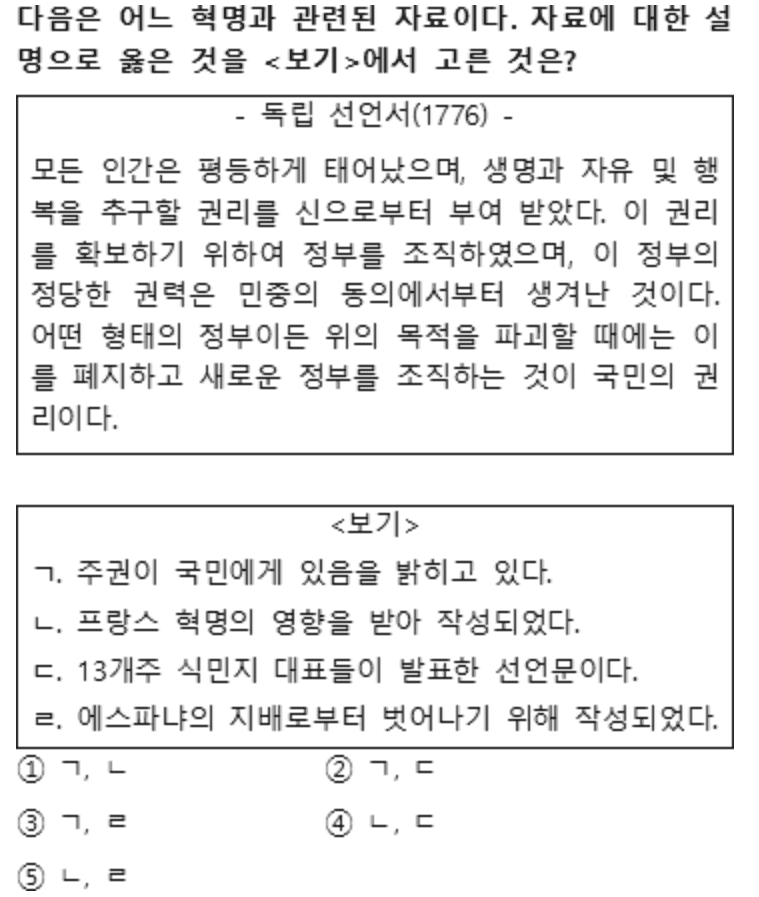 다음은 어느 혁명과 관련된 자료이다. 자료에 대한 설
명으로 옳은 것을 <보기>에서 고른 것은?
- 독립 선언서(1776) -
모든 인간은 평등하게 태어났으며, 생명과 자유 및 행
복을 추구할 권리를 신으로부터 부여 받았다. 이 권리
를 확보하기 위하여 정부를 조직하였으며, 이 정부의
정당한 권력은 민중의 동의에서부터 생겨난 것이다.
어떤 형태의 정부이든 위의 목적을 파괴할 때에는 이
를 폐지하고 새로운 정부를 조직하는 것이 국민의 권
리이다.
<보기>
ㄱ. 주권이 국민에게 있음을 밝히고 있다.
ㄴ. 프랑스 혁명의 영향을 받아 작성되었다.
ㄷ. 13개주 식민지 대표들이 발표한 선언문이다.
ㄹ. 에스파냐의 지배로부터 벗어나기 위해 작성되었다.
① ㄱ, ㄴ ② ㄱ, ㄷ
③ ㄱ, ㄹ ④ ㄴ, ㄷ
⑤ ㄴ, ㄹ